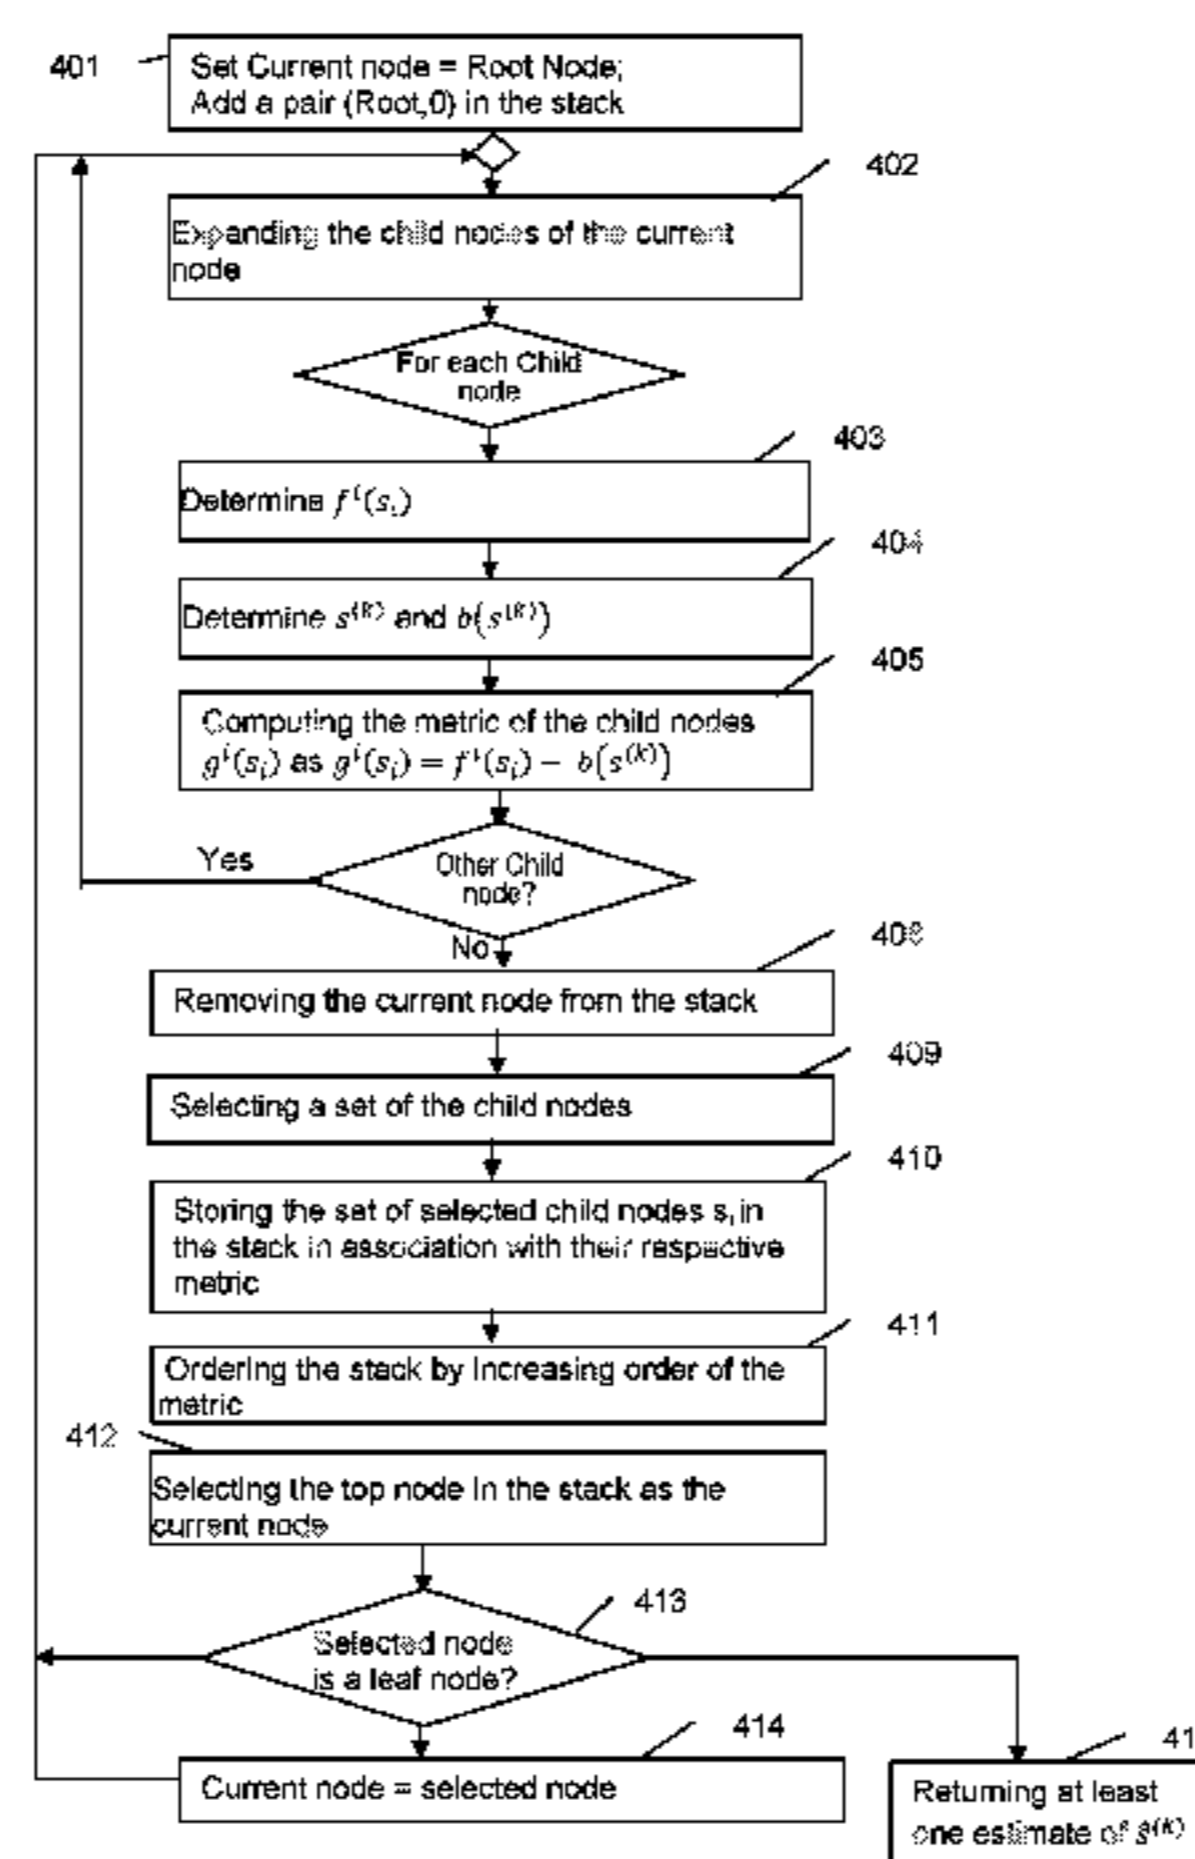 401
Set Current node = Root Node;
Add a pair (Root,0) in the stack
402
Expanding the child nodes of the current
node
For each Child
node
403
Determine fⁱ(sᵢ)
404
Determine s⁽ᵏ⁾ and b(s⁽ᵏ⁾)
405
Computing the metric of the child nodes
gⁱ(sᵢ) as gⁱ(sᵢ) = fⁱ(sᵢ) − b(s⁽ᵏ⁾)
Yes
Other Child
node?
No
Removing the current node from the stack
409
Selecting a set of the child nodes
410
Storing the set of selected child nodes sᵢ in
the stack in association with their respective
metric
411
Ordering the stack by increasing order of the
metric
412
Selecting the top node in the stack as the
current node
413
Selected node
is a leaf node?
414
Current node = selected node
41
Returning at least
one estimate of ŝ⁽ᵏ⁾